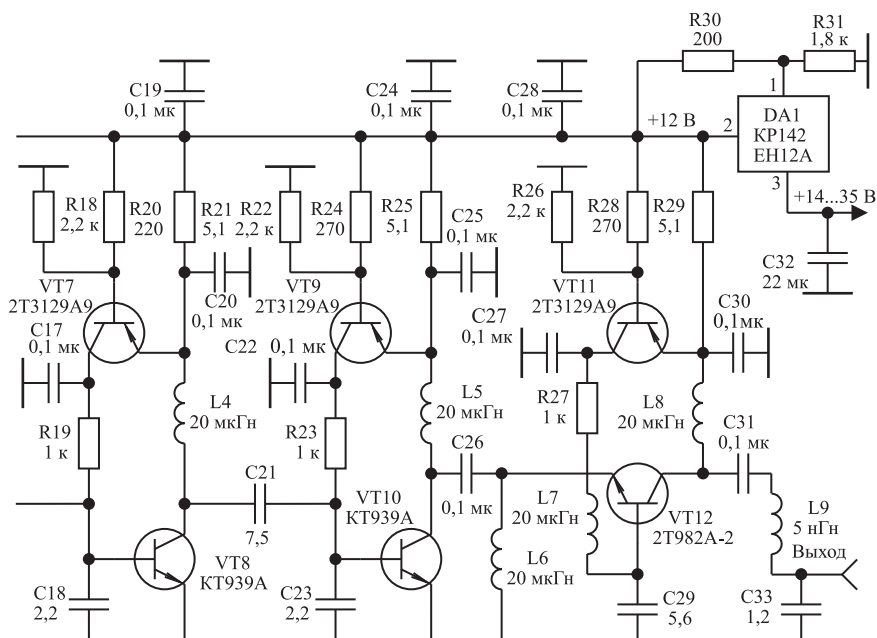 R30
200
R31
1,8 к
C19
0,1 мк
C24
0,1 мк
C28
0,1 мк
1
DA1
КР142
ЕН12А
2
3
+12 В
+14...35 В
R18
2,2 к
R20
220
R21
5,1
R22
2,2 к
R24
270
R25
5,1
C25
0,1 мк
R26
2,2 к
R28
270
R29
5,1
C32
22 мк
VT7
2Т3129А9
C20
0,1 мк
VT9
2Т3129А9
C27
0,1 мк
VT11
2Т3129А9
C30
0,1мк
C17
0,1 мк
C22
0,1 мк
L4
20 мкГн
L5
20 мкГн
R27
1 к
L8
20 мкГн
R19
1 к
R23
1 к
C31
0,1 мк
C21
7,5
C26
0,1 мк
VT10
КТ939А
L7
20 мкГн
VT12
2Т982А-2
L9
5 нГн
Выход
VT8
КТ939А
L6
20 мкГн
C18
2,2
C23
2,2
C29
5,6
C33
1,2